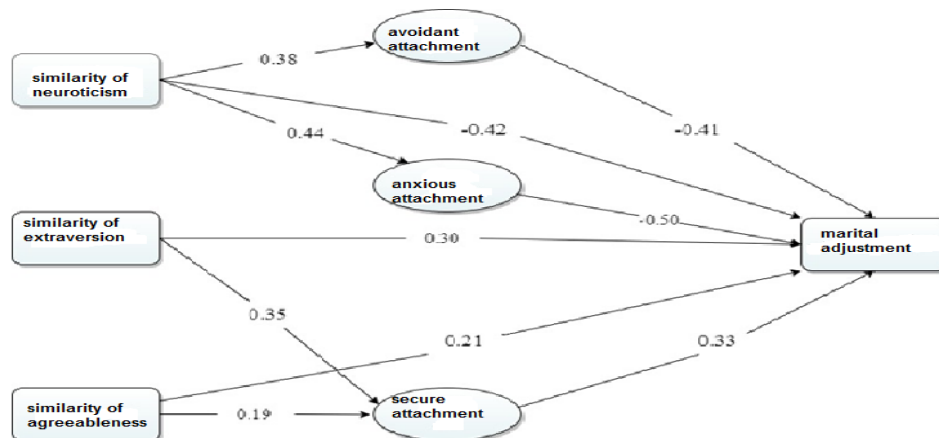 avoidant
attachment
0.38
similarity of
neuroticism
-0.42
-0.41
0.44
anxious
attachment
-0.50
similarity of
extraversion
0.30
marital
adjustment
0.35
0.21
0.33
similarity of
agreeableness
0.19
secure
attachment